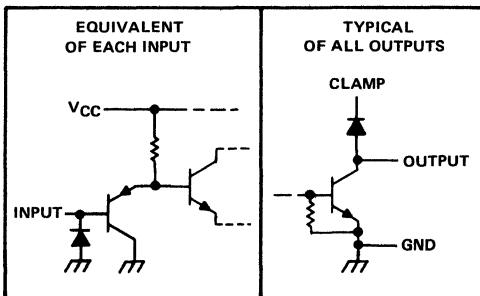 EQUIVALENT
OF EACH INPUT
VCC
INPUT
TYPICAL
OF ALL OUTPUTS
CLAMP
OUTPUT
GND